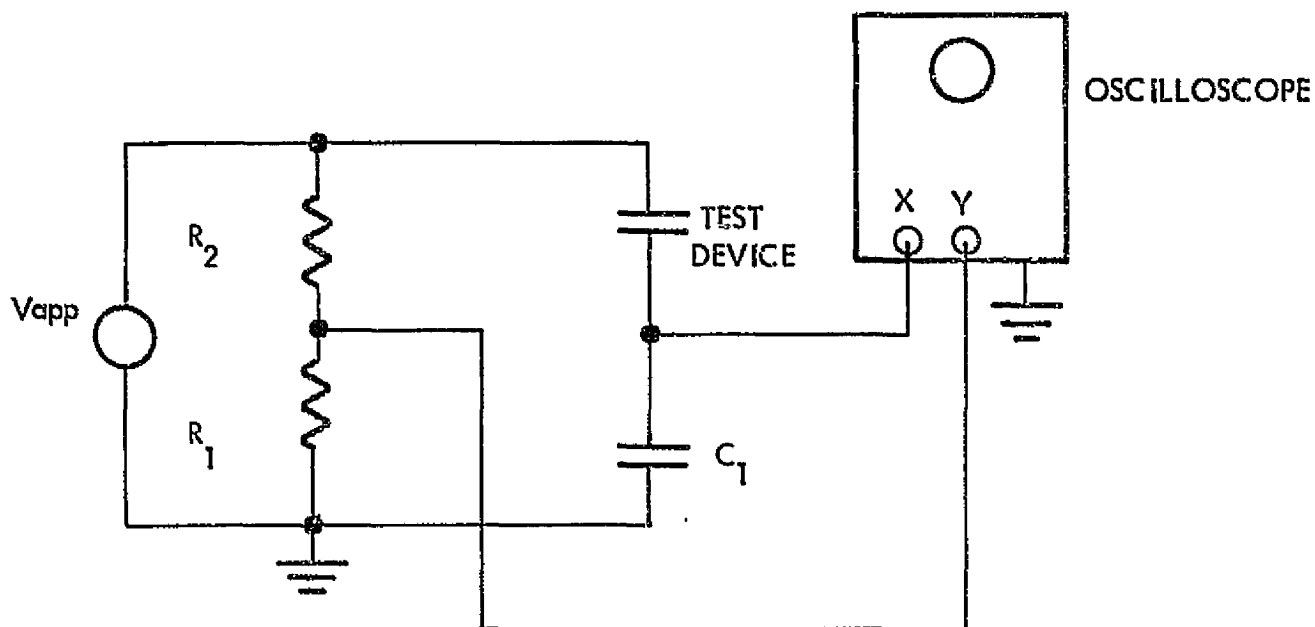 OSCILLOSCOPE
X Y
TEST
DEVICE
R2
Vapp
R1
C1